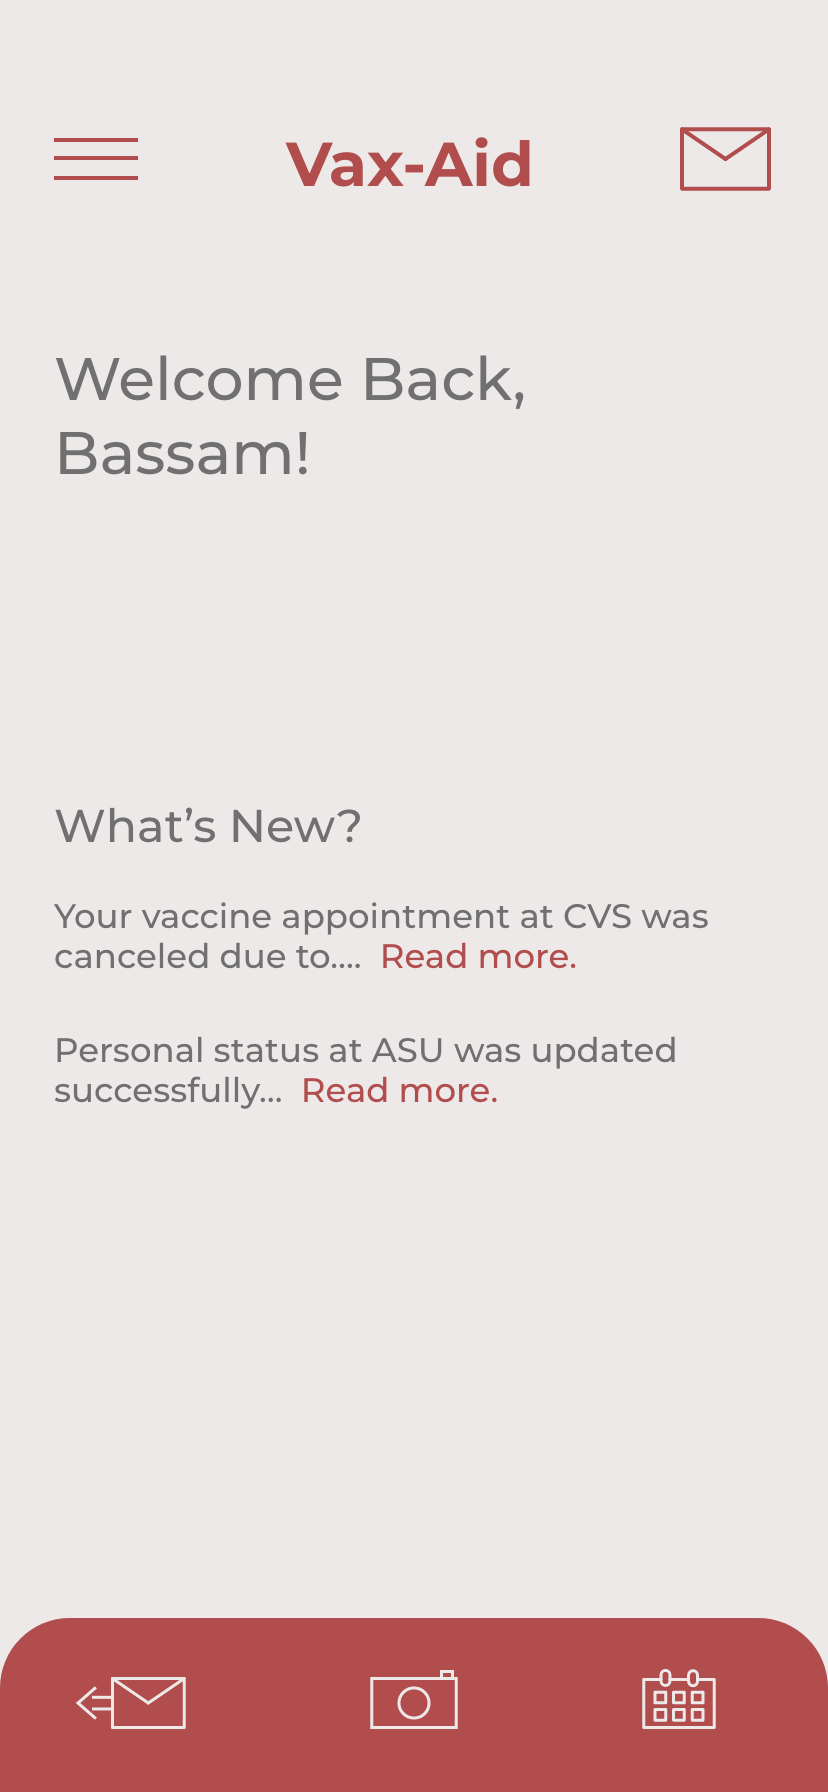 Vax-Aid
Welcome Back,
Bassam!
What’s New?
Your vaccine appointment at CVS was
canceled due to.... Read more.
Personal status at ASU was updated
successfully... Read more.